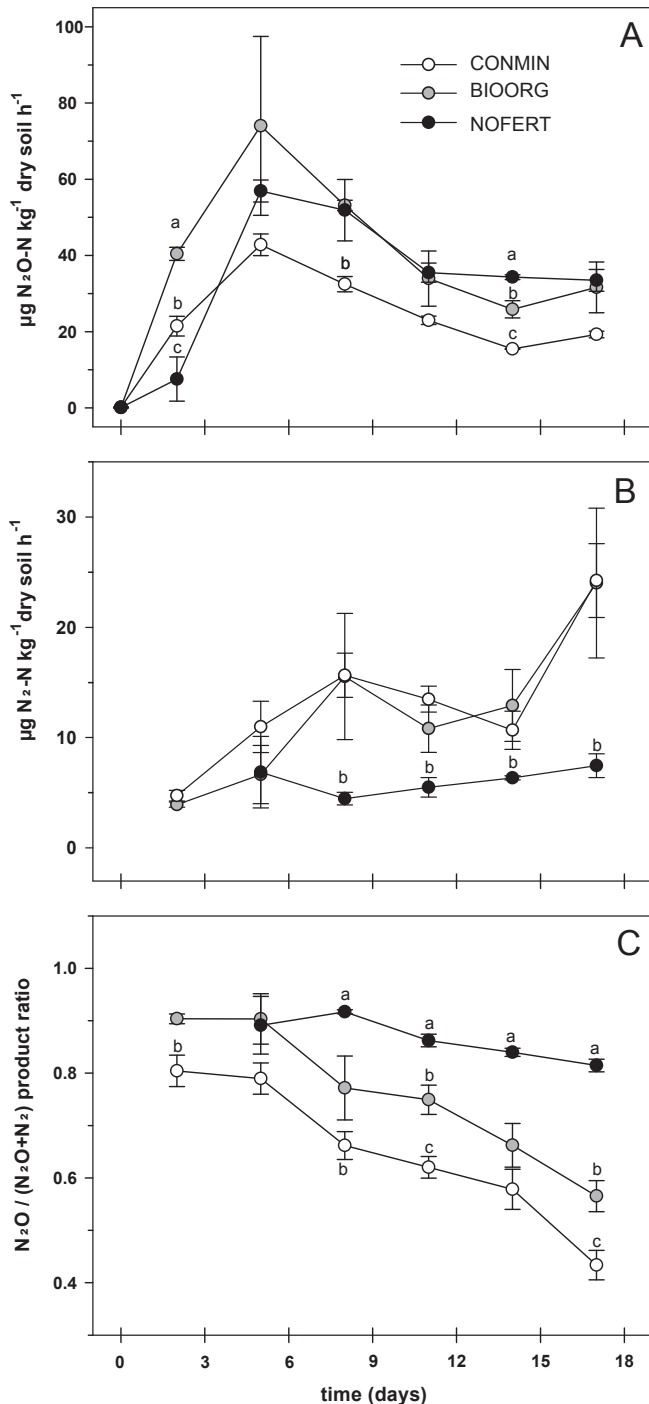 A
CONMIN
BIOORG
NOFERT
µg N₂O-N kg⁻¹ dry soil h⁻¹
100
80
60
40
20
0
a
b
c
b
a
b
c
B
µg N₂-N kg⁻¹ dry soil h⁻¹
30
20
10
0
b
b
b
b
C
N₂O / (N₂O+N₂) product ratio
1.0
0.8
0.6
0.4
b
a
b
a
b
c
a
a
b
c
0
3
6
9
12
15
18
time (days)